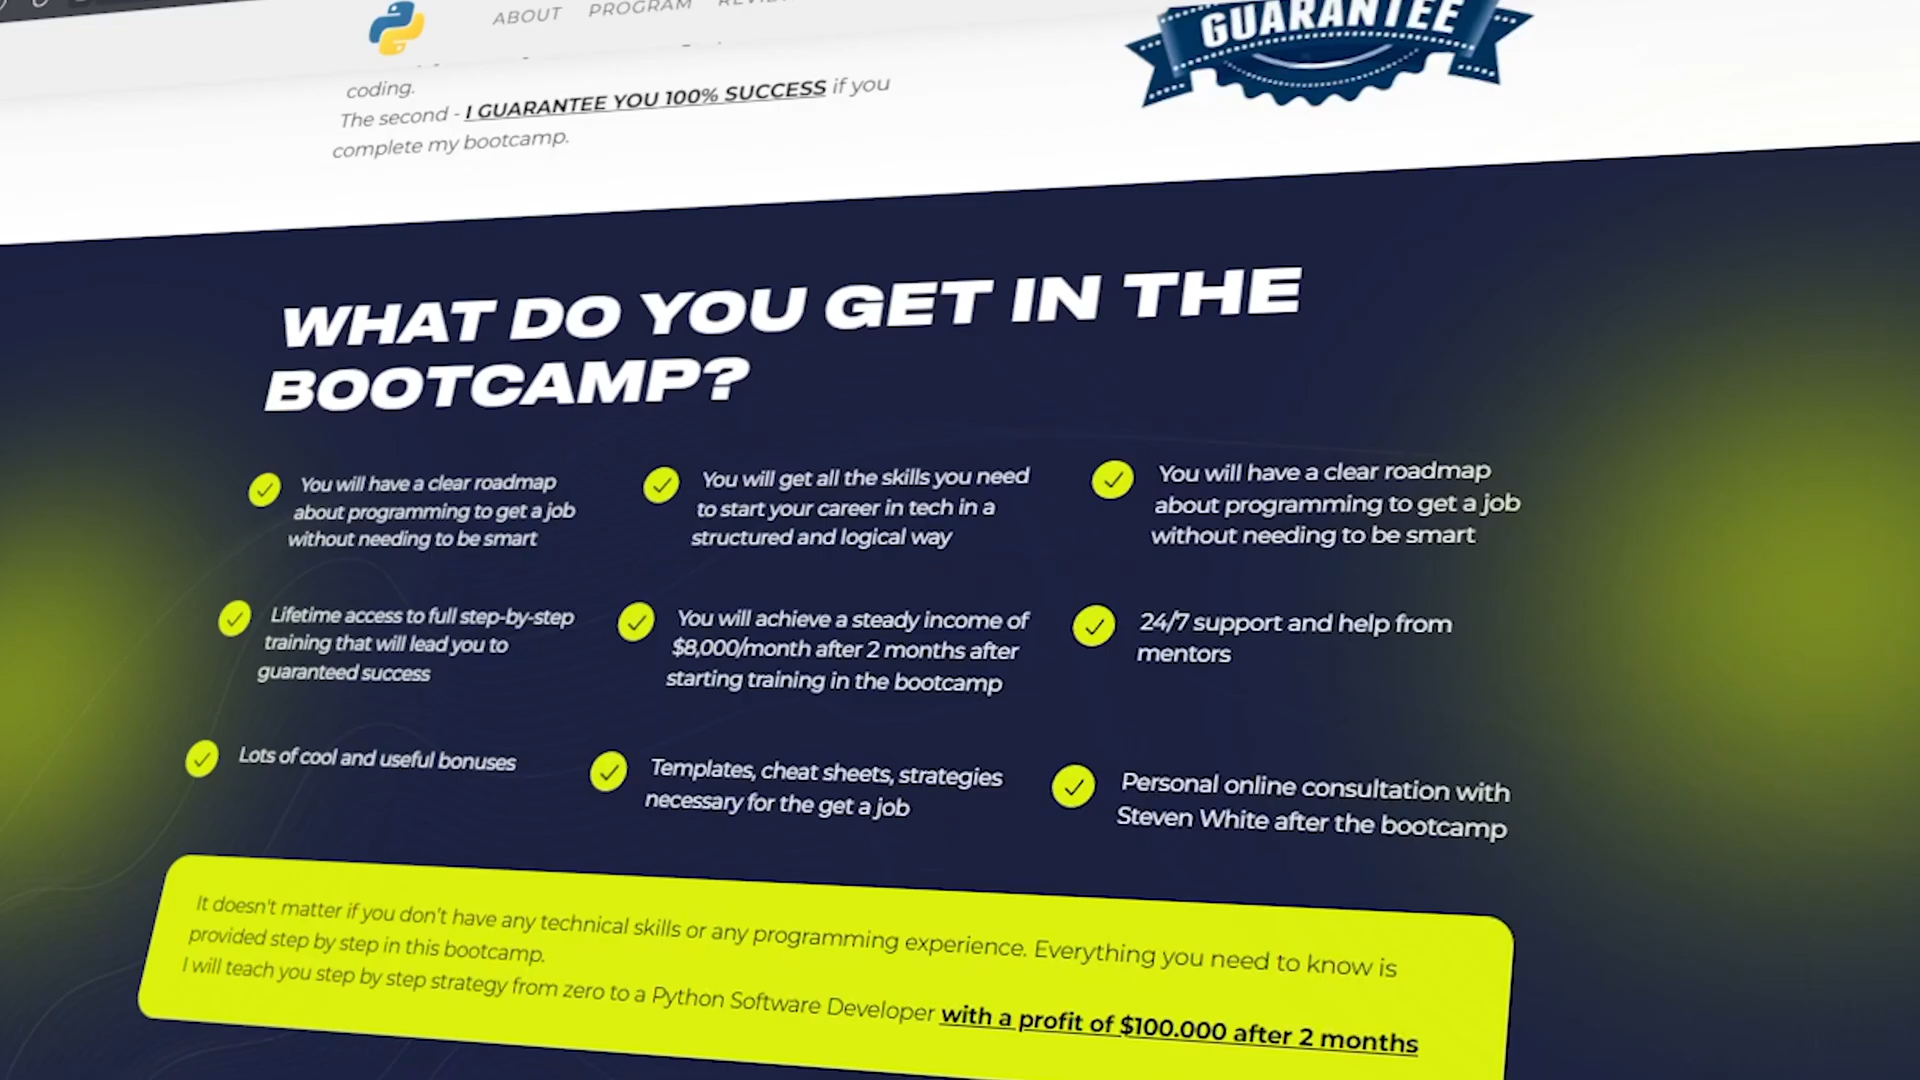 ABOUT
PROGRAM
GUARANTEE
coding.
The second - I GUARANTEE YOU 100% SUCCESS if you
complete my bootcamp.
WHAT DO YOU GET IN THE
BOOTCAMP?
You will have a clear roadmap
about programming to get a job
without needing to be smart
You will get all the skills you need
to start your career in tech in a
structured and logical way
You will have a clear roadmap
about programming to get a job
without needing to be smart
Lifetime access to full step-by-step
training that will lead you to
guaranteed success
You will achieve a steady income of
$8,000/month after 2 months after
starting training in the bootcamp
24/7 support and help from
mentors
Lots of cool and useful bonuses
Templates, cheat sheets, strategies
necessary for the get a job
Personal online consultation with
Steven White after the bootcamp
It doesn't matter if you don't have any technical skills or any programming experience. Everything you need to know is
provided step by step in this bootcamp.
I will teach you step by step strategy from zero to a Python Software Developer with a profit of $100.000 after 2 months